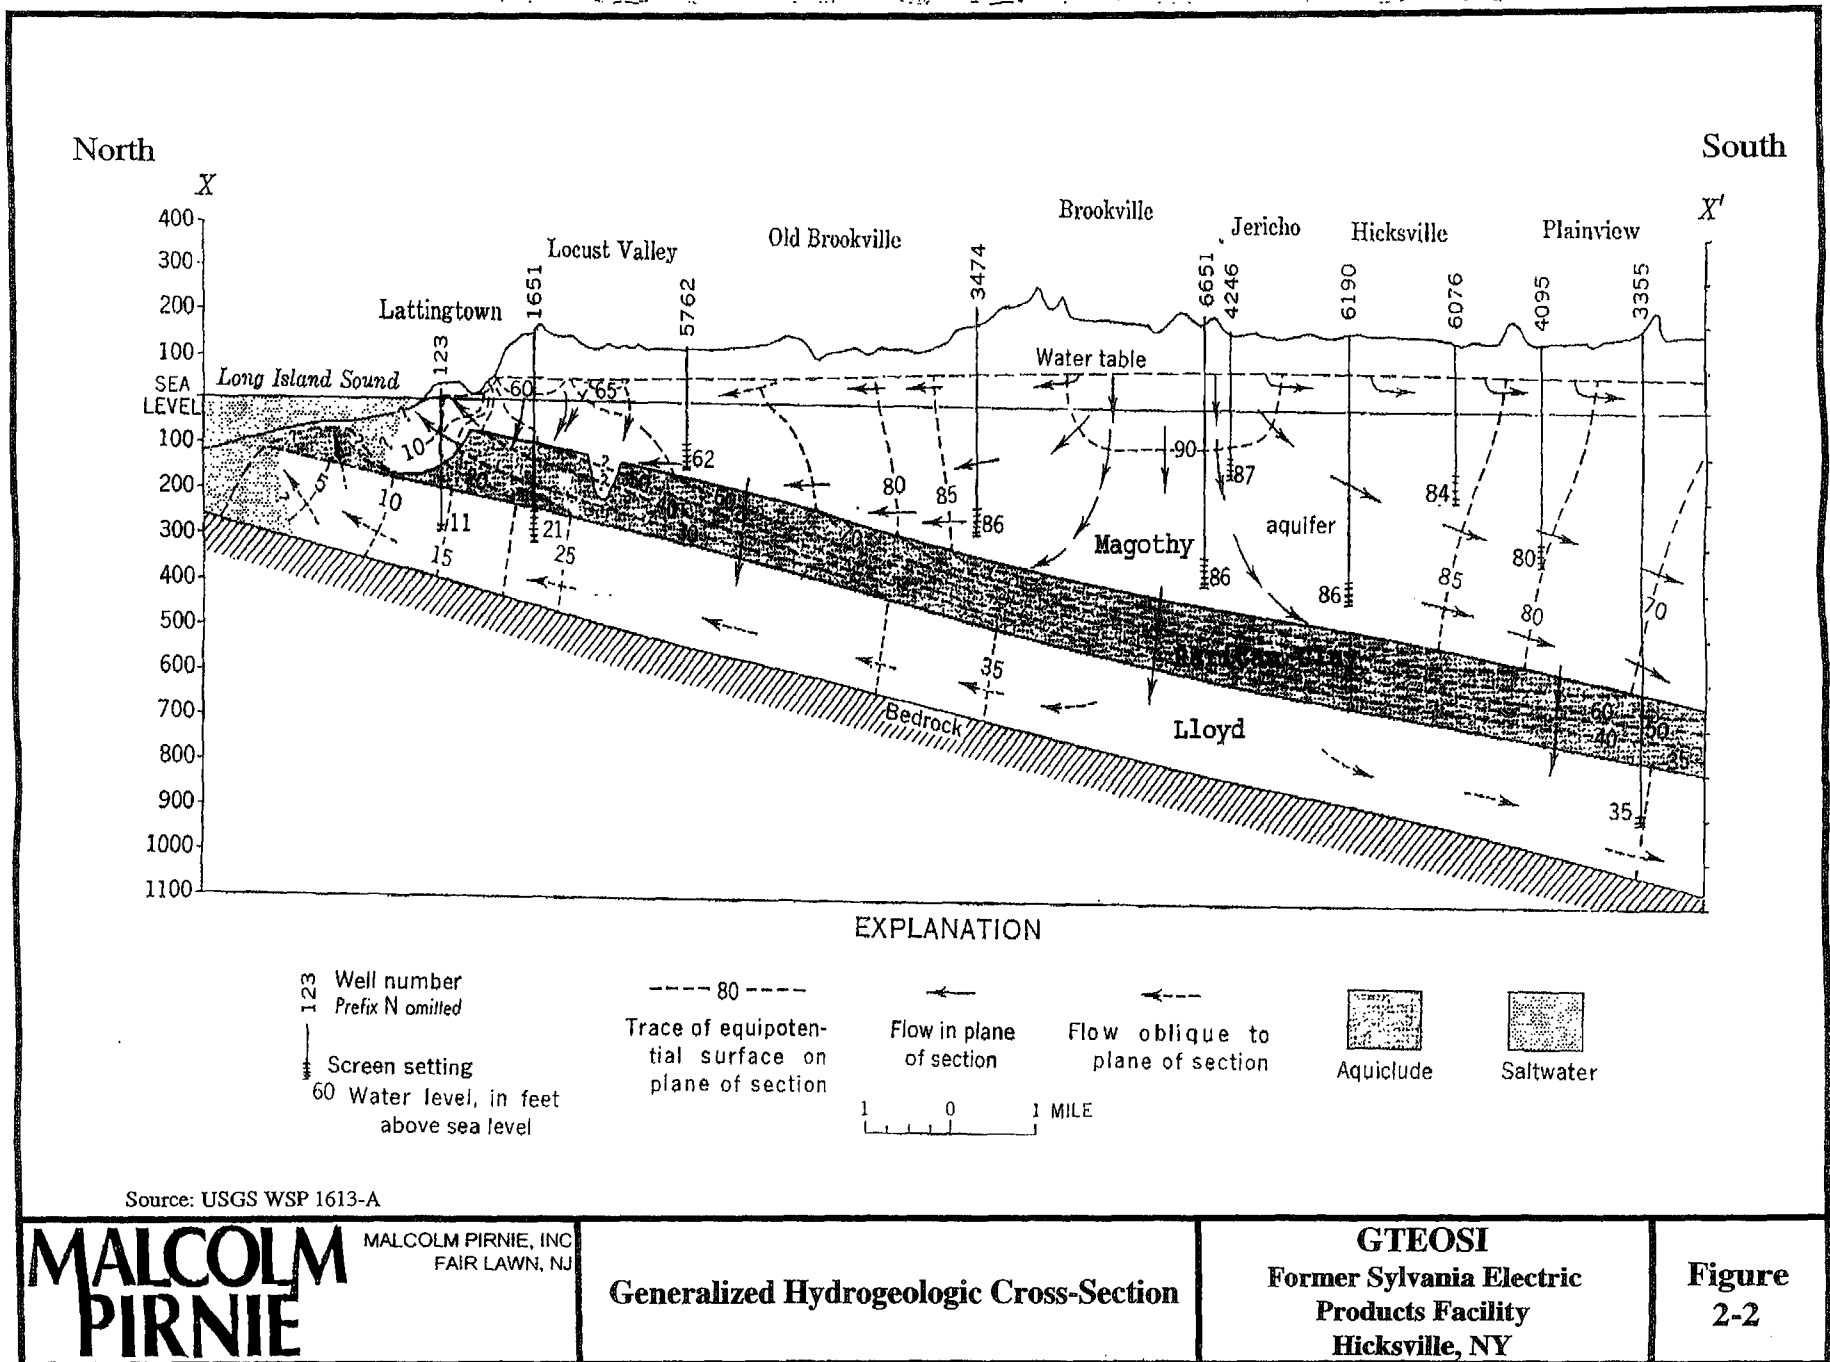 North
South
X
X'
Brookville
Jericho
Hicksville
Plainview
Old Brookville
Locust Valley
Lattingtown
123
1651
5762
3474
6651
4246
6190
6076
4095
3355
400
300
200
100
SEA
LEVEL
100
200
300
400
500
600
700
800
900
1000
1100
Long Island Sound
Water table
60
65
10
5
10
11
15
21
25
62
80
85
86
90
87
86
86
84
85
80
80
70
Magothy
aquifer
35
Bedrock
Lloyd
60
50
40
35
35
EXPLANATION
123
Well number
Prefix N omitted
Screen setting
60 Water level, in feet
above sea level
80
Trace of equipoten-
tial surface on
plane of section
Flow in plane
of section
Flow oblique to
plane of section
Aquiclude
Saltwater
1 0 1 MILE
Source: USGS WSP 1613-A
MALCOLM
PIRNIE
MALCOLM PIRNIE, INC
FAIR LAWN, NJ
Generalized Hydrogeologic Cross-Section
GTEOSI
Former Sylvania Electric
Products Facility
Hicksville, NY
Figure
2-2